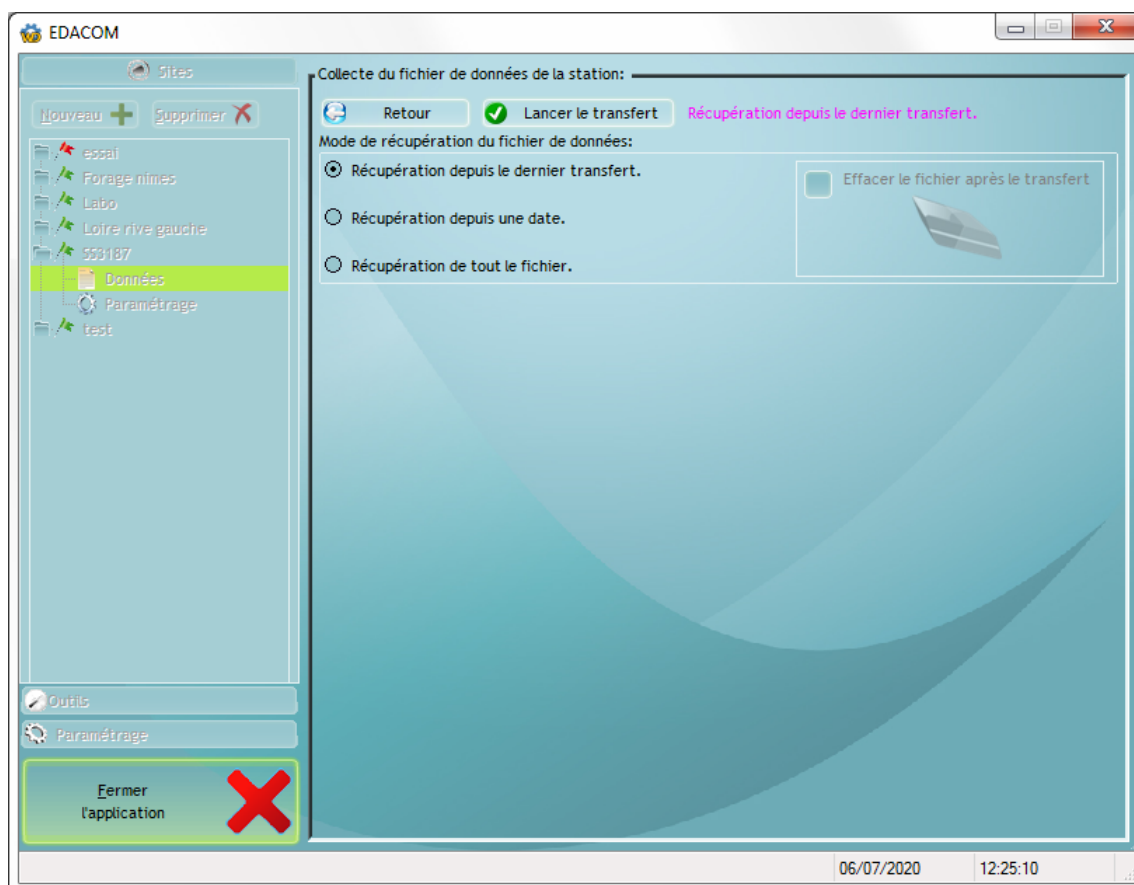 EDACOM
Sites
Nouveau
Supprimer
essai
Forage nimes
Labo
Loire rive gauche
553187
Données
Paramétrage
test
Outils
Paramétrage
Fermer
l'application
Collecte du fichier de données de la station:
Retour
Lancer le transfert
Récupération depuis le dernier transfert.
Mode de récupération du fichier de données:
Récupération depuis le dernier transfert.
Récupération depuis une date.
Récupération de tout le fichier.
Effacer le fichier après le transfert
06/07/2020
12:25:10